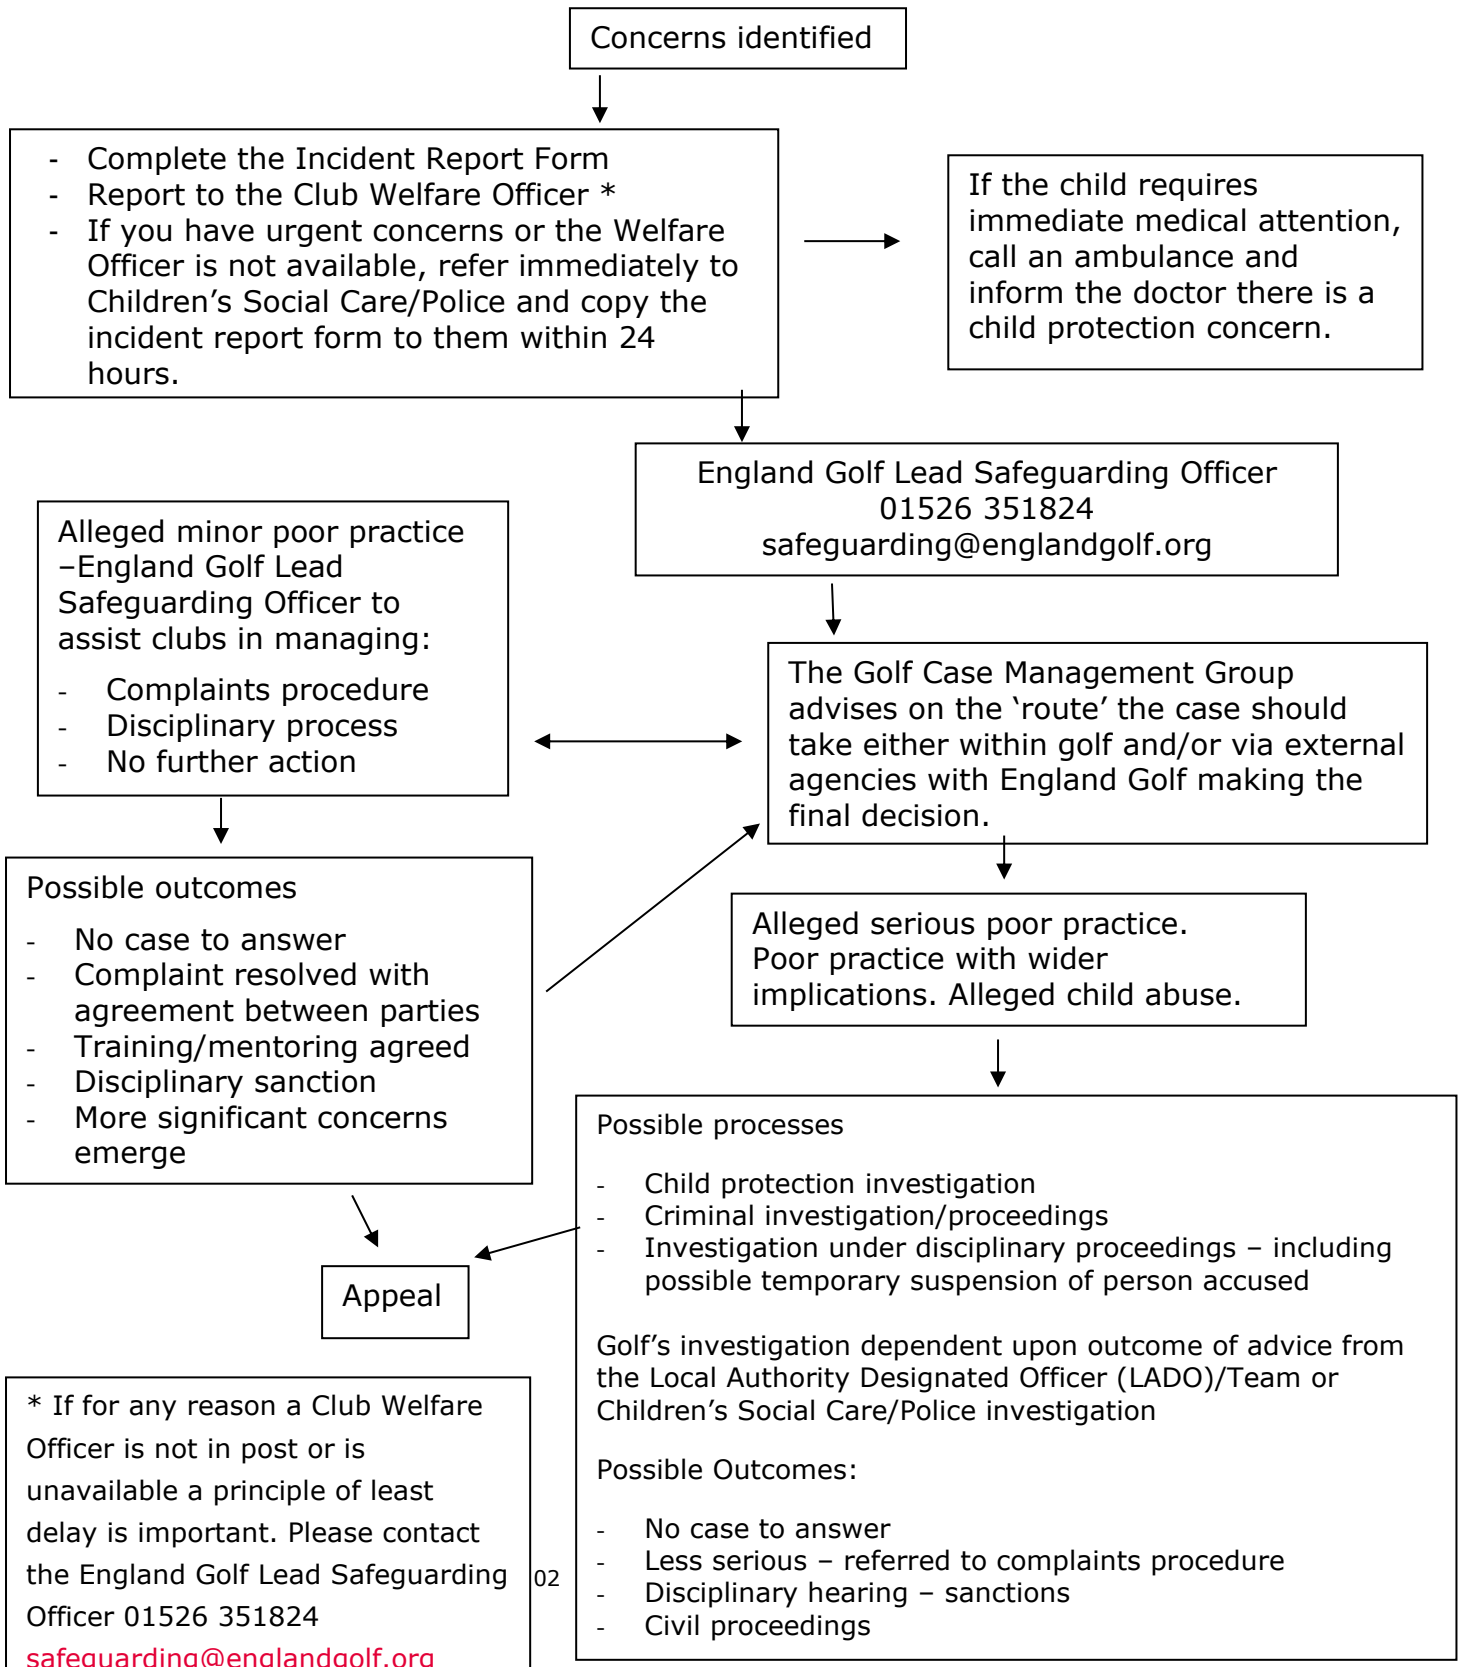 Concerns identified
- Complete the Incident Report Form
- Report to the Club Welfare Officer *
- If you have urgent concerns or the Welfare
Officer is not available, refer immediately to
Children’s Social Care/Police and copy the
incident report form to them within 24
hours.
If the child requires
immediate medical attention,
call an ambulance and
inform the doctor there is a
child protection concern.
England Golf Lead Safeguarding Officer
01526 351824
safeguarding@englandgolf.org
Alleged minor poor practice
–England Golf Lead
Safeguarding Officer to
assist clubs in managing:
- Complaints procedure
- Disciplinary process
- No further action
The Golf Case Management Group
advises on the ‘route’ the case should
take either within golf and/or via external
agencies with England Golf making the
final decision.
Possible outcomes
- No case to answer
- Complaint resolved with
agreement between parties
- Training/mentoring agreed
- Disciplinary sanction
- More significant concerns
emerge
Alleged serious poor practice.
Poor practice with wider
implications. Alleged child abuse.
Possible processes
- Child protection investigation
- Criminal investigation/proceedings
- Investigation under disciplinary proceedings – including
possible temporary suspension of person accused
Golf’s investigation dependent upon outcome of advice from
the Local Authority Designated Officer (LADO)/Team or
Children’s Social Care/Police investigation
Possible Outcomes:
- No case to answer
- Less serious – referred to complaints procedure
- Disciplinary hearing – sanctions
- Civil proceedings
Appeal
* If for any reason a Club Welfare
Officer is not in post or is
unavailable a principle of least
delay is important. Please contact
the England Golf Lead Safeguarding
Officer 01526 351824
safeguarding@englandgolf.org
02